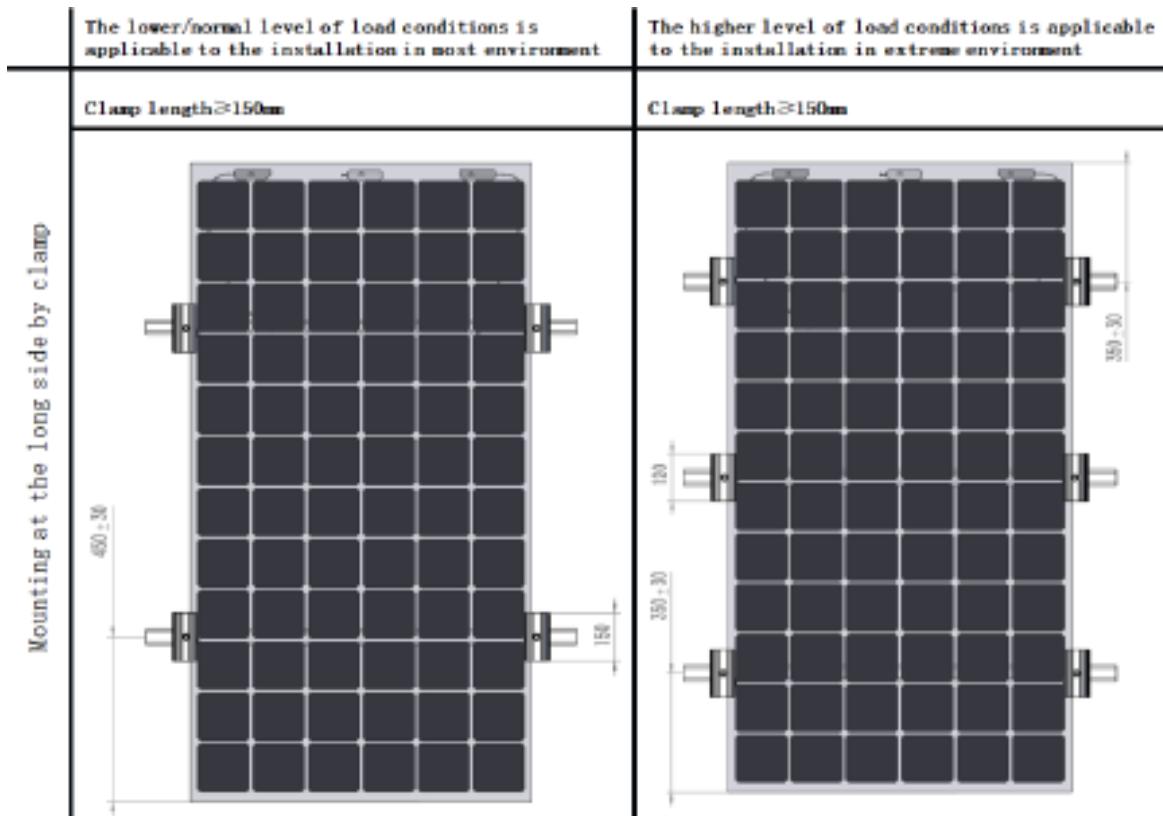 The lower/normal level of load conditions is
applicable to the installation in most environment
The higher level of load conditions is applicable
to the installation in extreme environment
Clamp length≥150mm
Clamp length≥150mm
Mounting at the long side by clamp
450±30
150
350±30
120
350±30